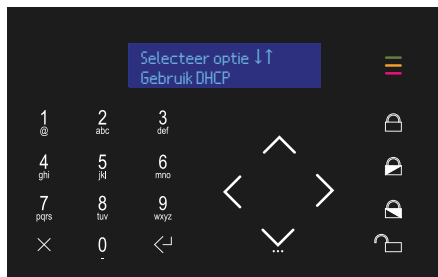 Selecteer optie ↓↑
Gebruik DHCP
1 2 3
@ abc def
4 5 6
ghi jkl mno
7 8 9
pqrs tuv wxyz
0
-
...